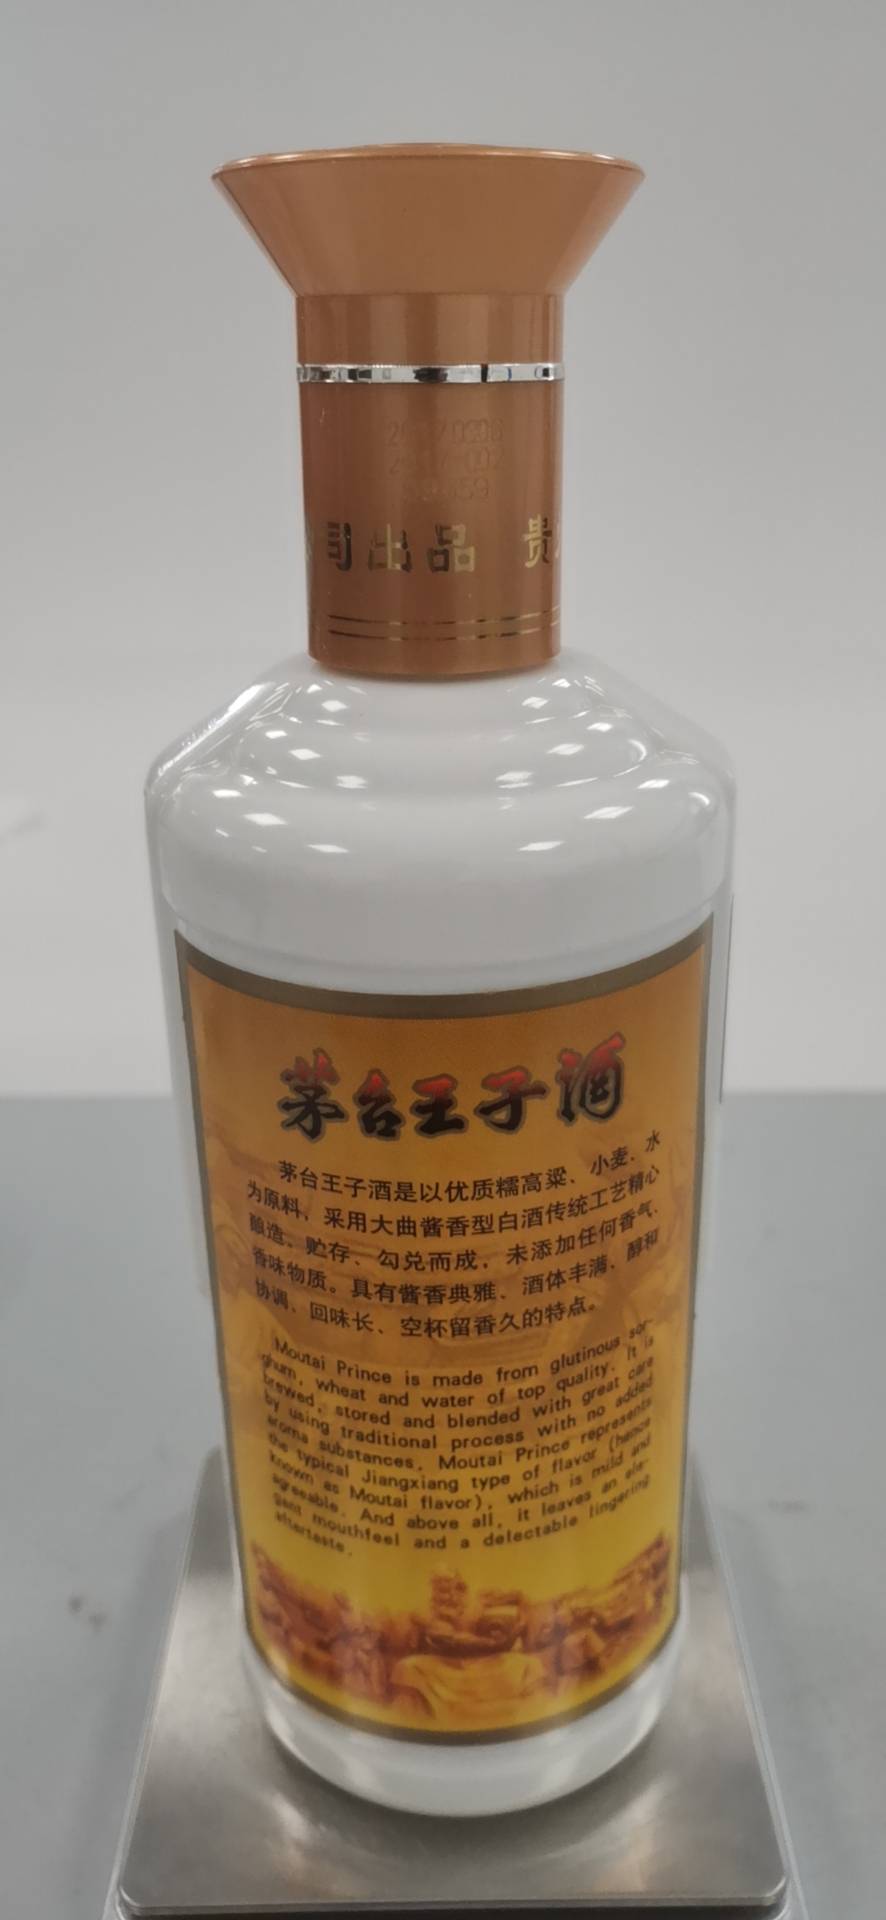 司出品 贵
茅台王子酒
茅台王子酒是以优质糯高粱、小麦、水
为原料，采用大曲酱香型白酒传统工艺精心
酿造、贮存、勾兑而成，未添加任何香气、
香味物质。具有酱香典雅、酒体丰满、醇和
协调、回味长、空杯留香久的特点。
Moutai Prince is made from glutinous sor-
ghum, wheat and water of top quality. It is
brewed, stored and blended with great care
by using traditional process with no added
aroma substances. Moutai Prince represents
the typical Jiangxiang type of flavor (hence
known as Moutai flavor), which is mild and
agreeable. And above all, it leaves an ele-
gant mouthfeel and a delectable lingering
aftertaste.